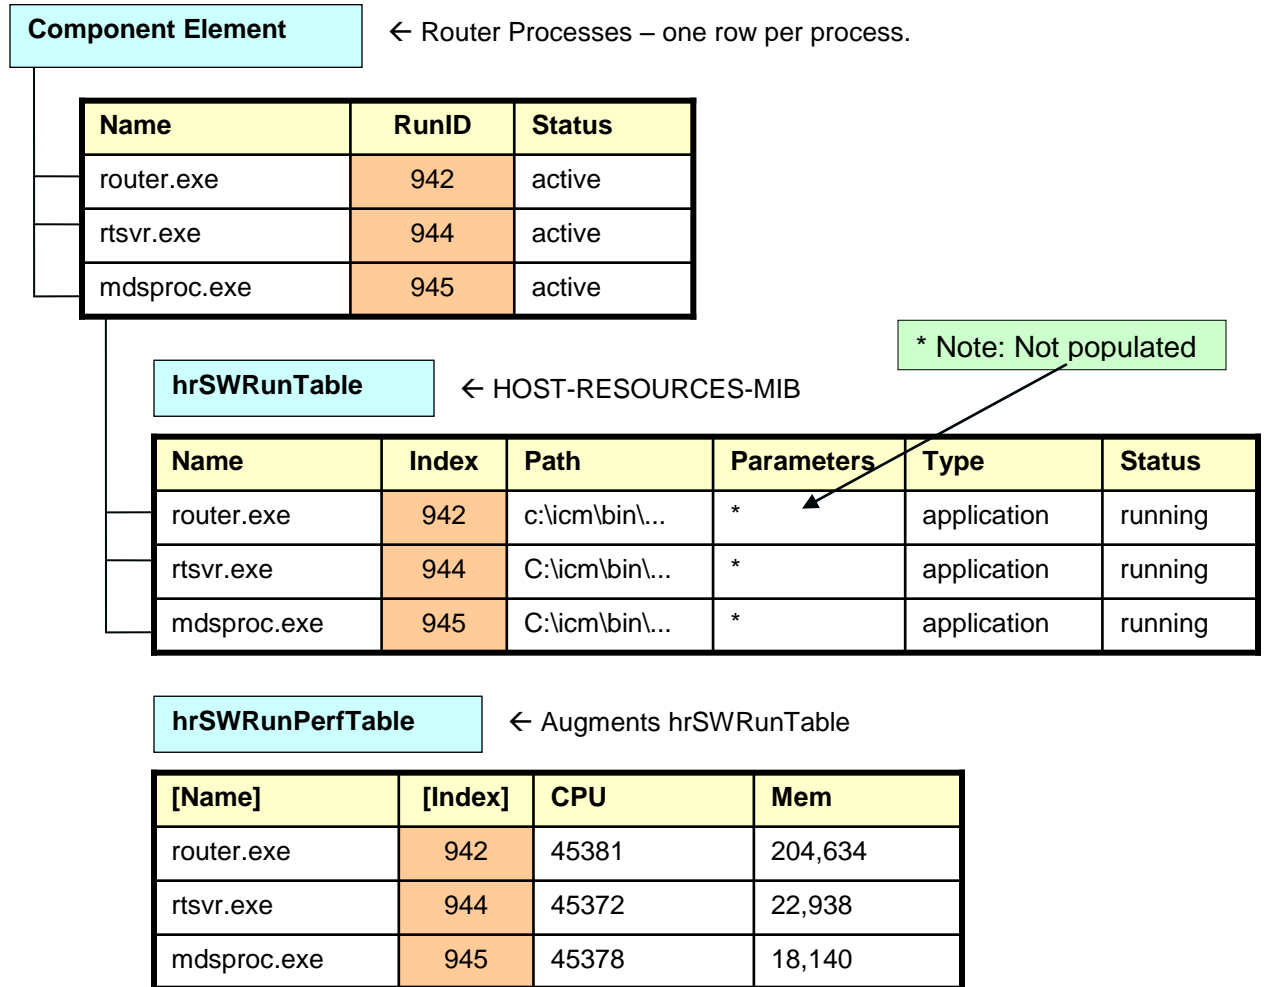 Component Element
← Router Processes – one row per process.
Name RunID Status
router.exe 942 active
rtsvr.exe 944 active
mdsproc.exe 945 active
* Note: Not populated
hrSWRunTable
← HOST-RESOURCES-MIB
Name Index Path Parameters Type Status
router.exe 942 c:\icm\bin\... * application running
rtsvr.exe 944 C:\icm\bin\... * application running
mdsproc.exe 945 C:\icm\bin\... * application running
hrSWRunPerfTable
← Augments hrSWRunTable
[Name] [Index] CPU Mem
router.exe 942 45381 204,634
rtsvr.exe 944 45372 22,938
mdsproc.exe 945 45378 18,140